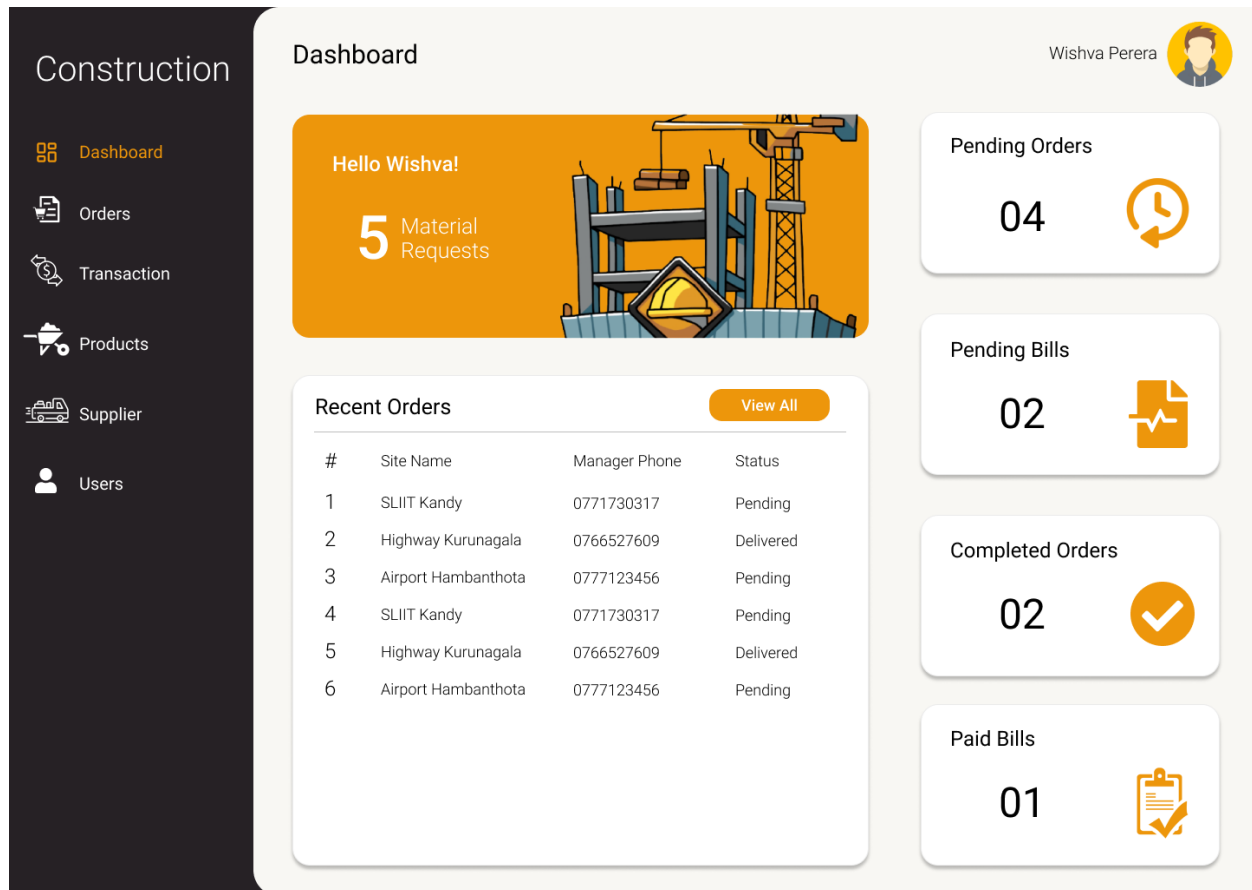 Construction
Dashboard
Orders
Transaction
Products
Supplier
Users
Dashboard
Wishva Perera
Hello Wishva!
5 Material
Requests
Recent Orders View All
# Site Name Manager Phone Status
1 SLIIT Kandy 0771730317 Pending
2 Highway Kurunagala 0766527609 Delivered
3 Airport Hambanthota 0777123456 Pending
4 SLIIT Kandy 0771730317 Pending
5 Highway Kurunagala 0766527609 Delivered
6 Airport Hambanthota 0777123456 Pending
Pending Orders
04
Pending Bills
02
Completed Orders
02
Paid Bills
01